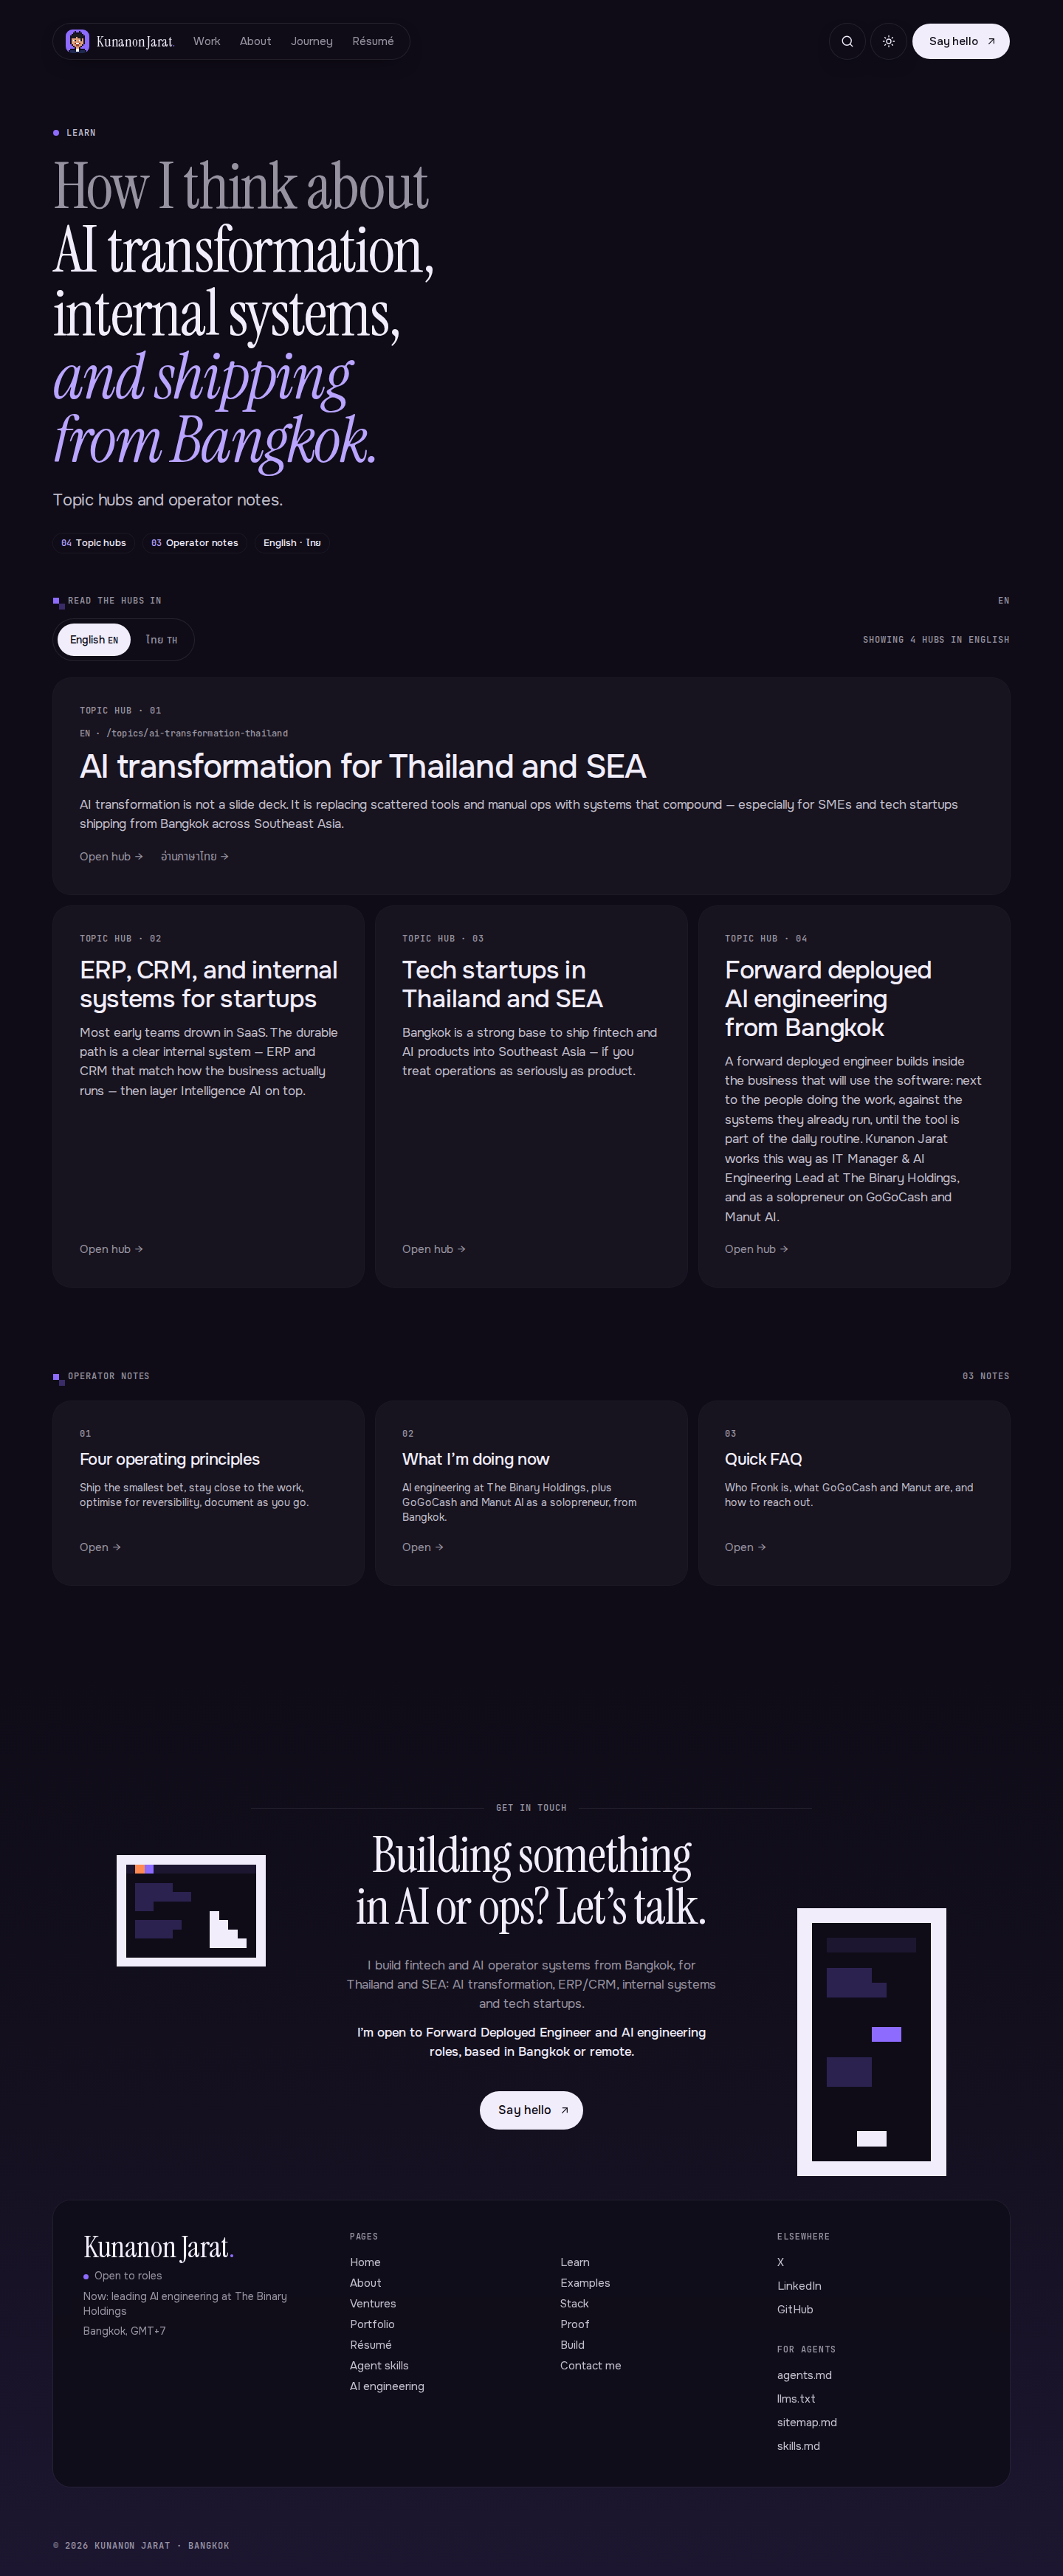 Kunanon Jarat.
Work
About
Journey
Résumé
Say hello
LEARN
How I think about
AI transformation,
internal systems,
and shipping
from Bangkok.
Topic hubs and operator notes.
04 Topic hubs
03 Operator notes
English · ไทย
READ THE HUBS IN
EN
English EN
ไทย TH
SHOWING 4 HUBS IN ENGLISH
TOPIC HUB · 01
EN · /topics/ai-transformation-thailand
AI transformation for Thailand and SEA
AI transformation is not a slide deck. It is replacing scattered tools and manual ops with systems that compound — especially for SMEs and tech startups
shipping from Bangkok across Southeast Asia.
Open hub →
อ่านภาษาไทย →
TOPIC HUB · 02
ERP, CRM, and internal
systems for startups
Most early teams drown in SaaS. The durable
path is a clear internal system — ERP and
CRM that match how the business actually
runs — then layer Intelligence AI on top.
Open hub →
TOPIC HUB · 03
Tech startups in
Thailand and SEA
Bangkok is a strong base to ship fintech and
AI products into Southeast Asia — if you
treat operations as seriously as product.
Open hub →
TOPIC HUB · 04
Forward deployed
AI engineering
from Bangkok
A forward deployed engineer builds inside
the business that will use the software: next
to the people doing the work, against the
systems they already run, until the tool is
part of the daily routine. Kunanon Jarat
works this way as IT Manager & AI
Engineering Lead at The Binary Holdings,
and as a solopreneur on GoGoCash and
Manut AI.
Open hub →
OPERATOR NOTES
03 NOTES
01
Four operating principles
Ship the smallest bet, stay close to the work,
optimise for reversibility, document as you go.
Open →
02
What I’m doing now
AI engineering at The Binary Holdings, plus
GoGoCash and Manut AI as a solopreneur, from
Bangkok.
Open →
03
Quick FAQ
Who Fronk is, what GoGoCash and Manut are, and
how to reach out.
Open →
GET IN TOUCH
Building something
in AI or ops? Let’s talk.
I build fintech and AI operator systems from Bangkok, for
Thailand and SEA: AI transformation, ERP/CRM, internal systems
and tech startups.
I’m open to Forward Deployed Engineer and AI engineering
roles, based in Bangkok or remote.
Say hello
Kunanon Jarat.
Open to roles
Now: leading AI engineering at The Binary
Holdings
Bangkok, GMT+7
PAGES
Home
About
Ventures
Portfolio
Résumé
Agent skills
AI engineering
Learn
Examples
Stack
Proof
Build
Contact me
ELSEWHERE
X
LinkedIn
GitHub
FOR AGENTS
agents.md
llms.txt
sitemap.md
skills.md
© 2026 KUNANON JARAT · BANGKOK